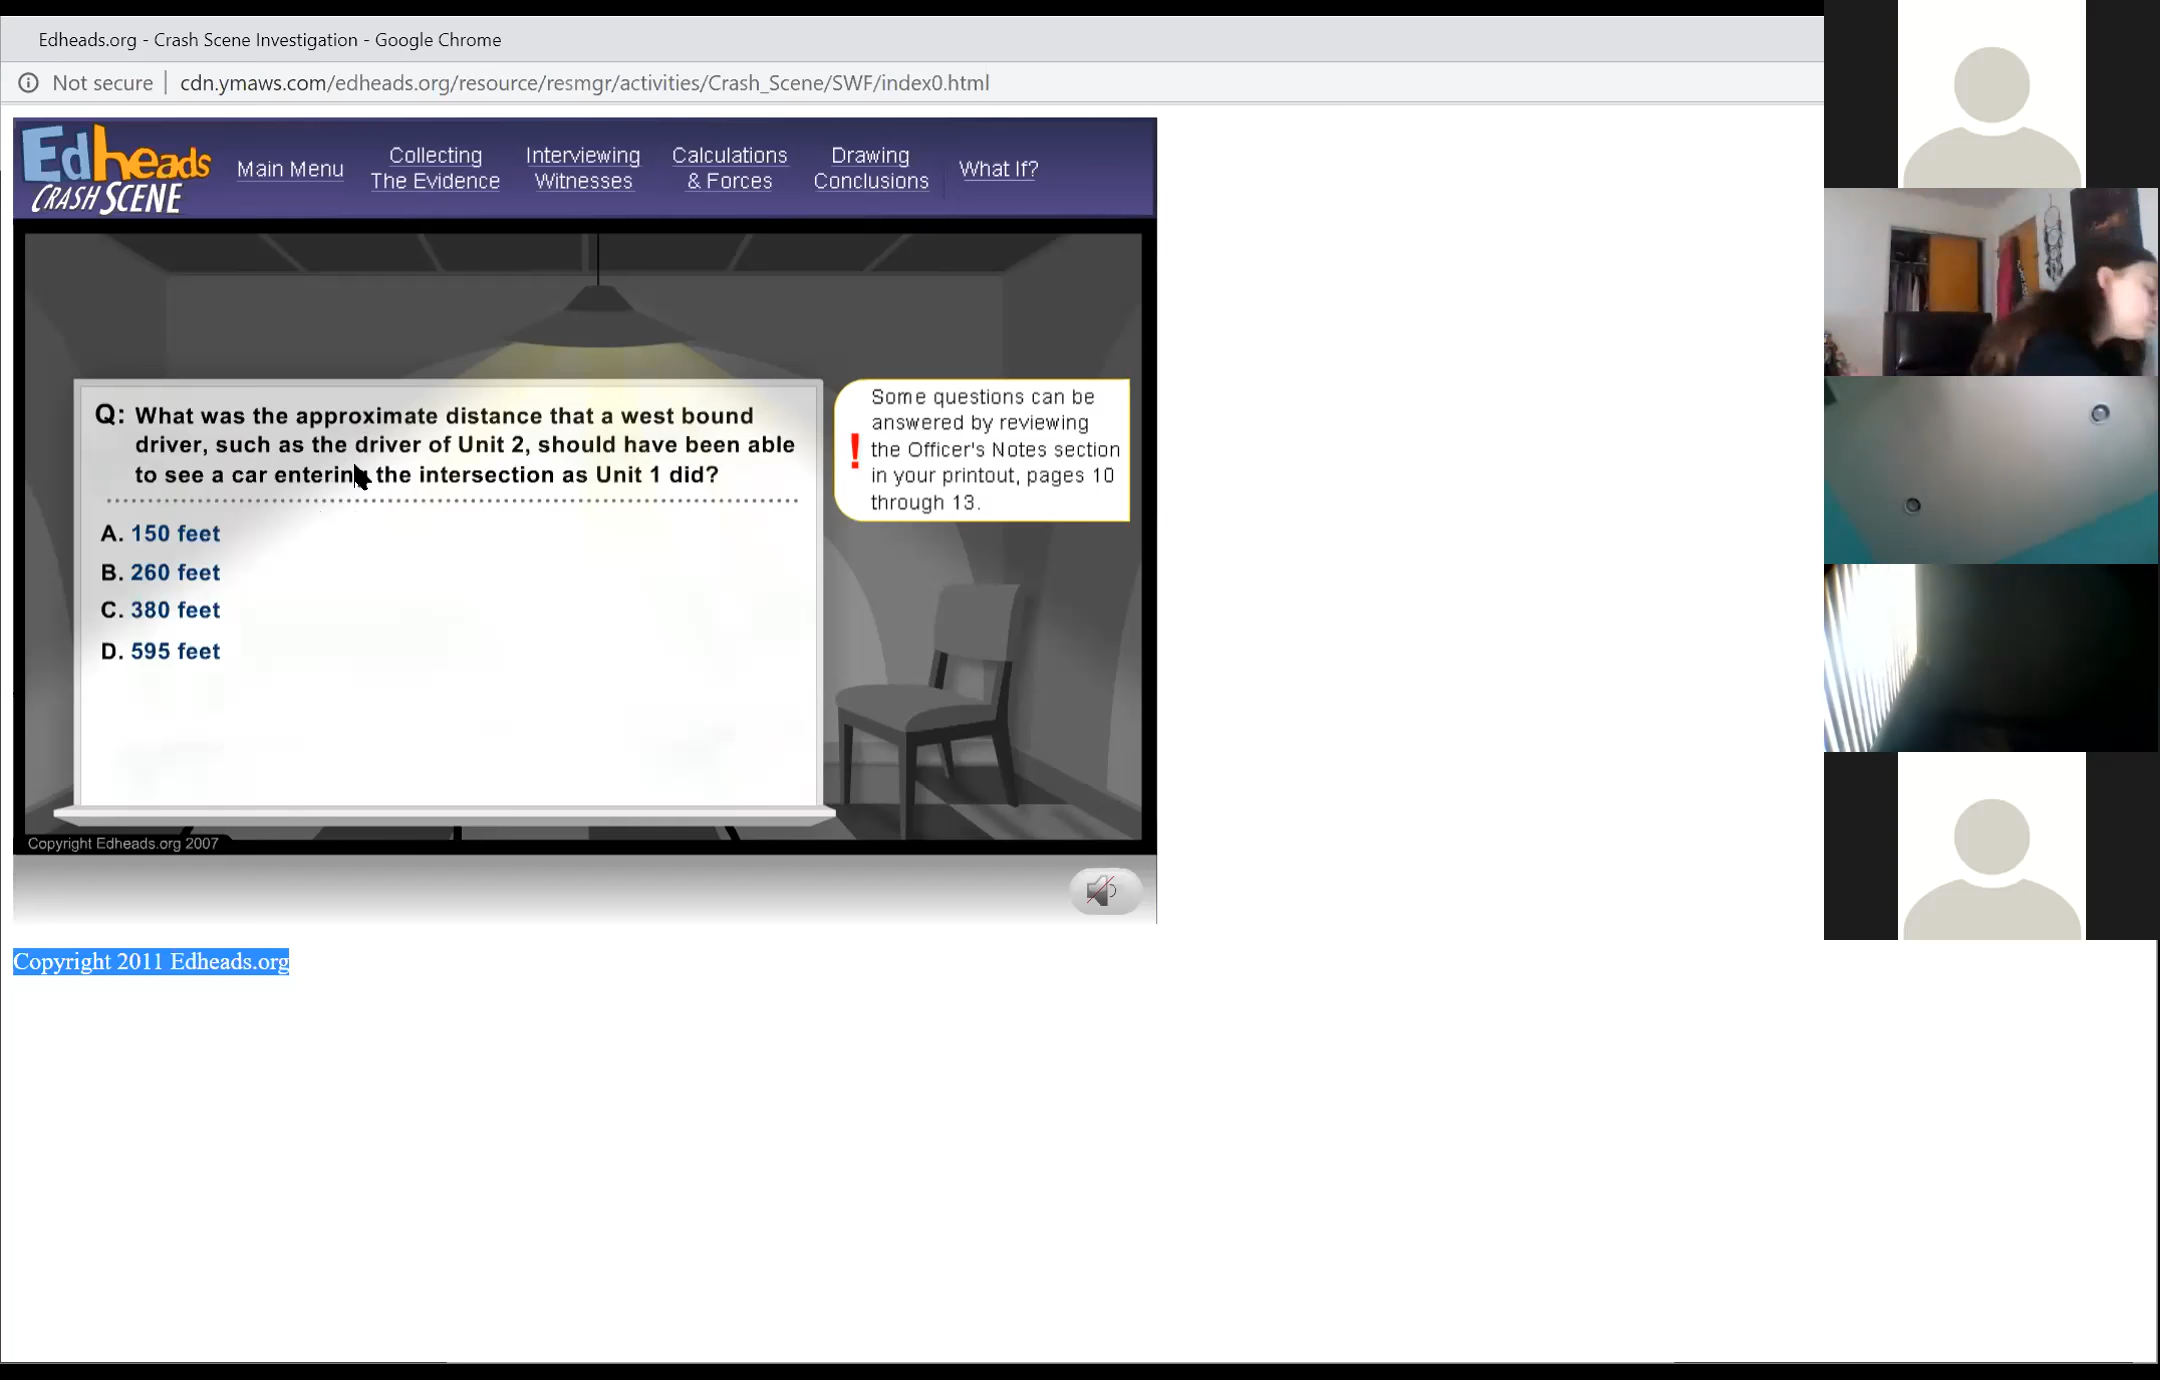 Edheads.org - Crash Scene Investigation - Google Chrome
Not secure | cdn.ymaws.com/edheads.org/resource/resmgr/activities/Crash_Scene/SWF/index0.html
Edheads
CRASH SCENE
Main Menu
Collecting
The Evidence
Interviewing
Witnesses
Calculations
& Forces
Drawing
Conclusions
What If?
Q: What was the approximate distance that a west bound
driver, such as the driver of Unit 2, should have been able
to see a car entering the intersection as Unit 1 did?
A. 150 feet
B. 260 feet
C. 380 feet
D. 595 feet
! Some questions can be
answered by reviewing
the Officer's Notes section
in your printout, pages 10
through 13.
Copyright Edheads.org 2007
Copyright 2011 Edheads.org